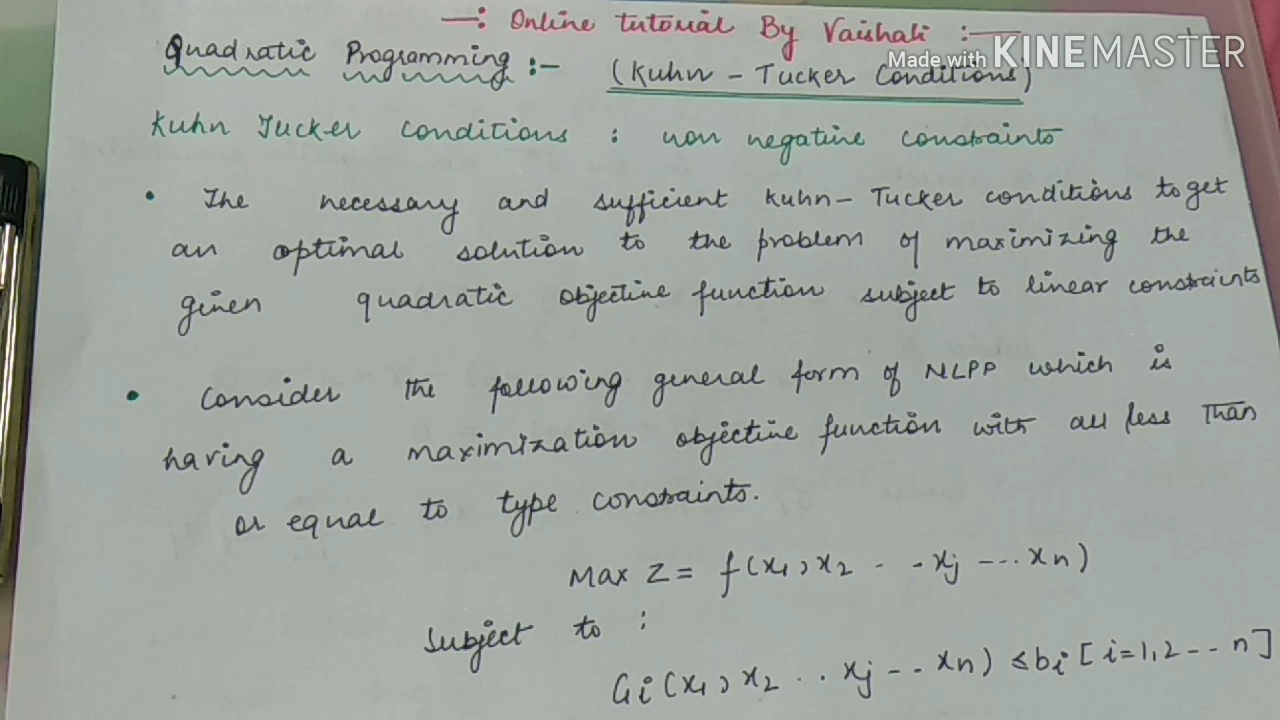 —: Online tutorial By Vaishali :—
Made with KINEMASTER
Quadratic Programming :- (Kuhn - Tucker Conditions)
Kuhn Tucker conditions : non negative constraints
• The necessary and sufficient Kuhn-Tucker conditions to get
an optimal solution to the problem of maximizing the
given quadratic objective function subject to linear constraints
• Consider the following general form of NLPP which is
having a maximization objective function with all less than
or equal to type constraints.
Max Z = f(x1, x2 - - xj ---- xn)
Subject to :
Gi(x1, x2 .. xj -- xn) ≤ bi [i=1,2 -- n]